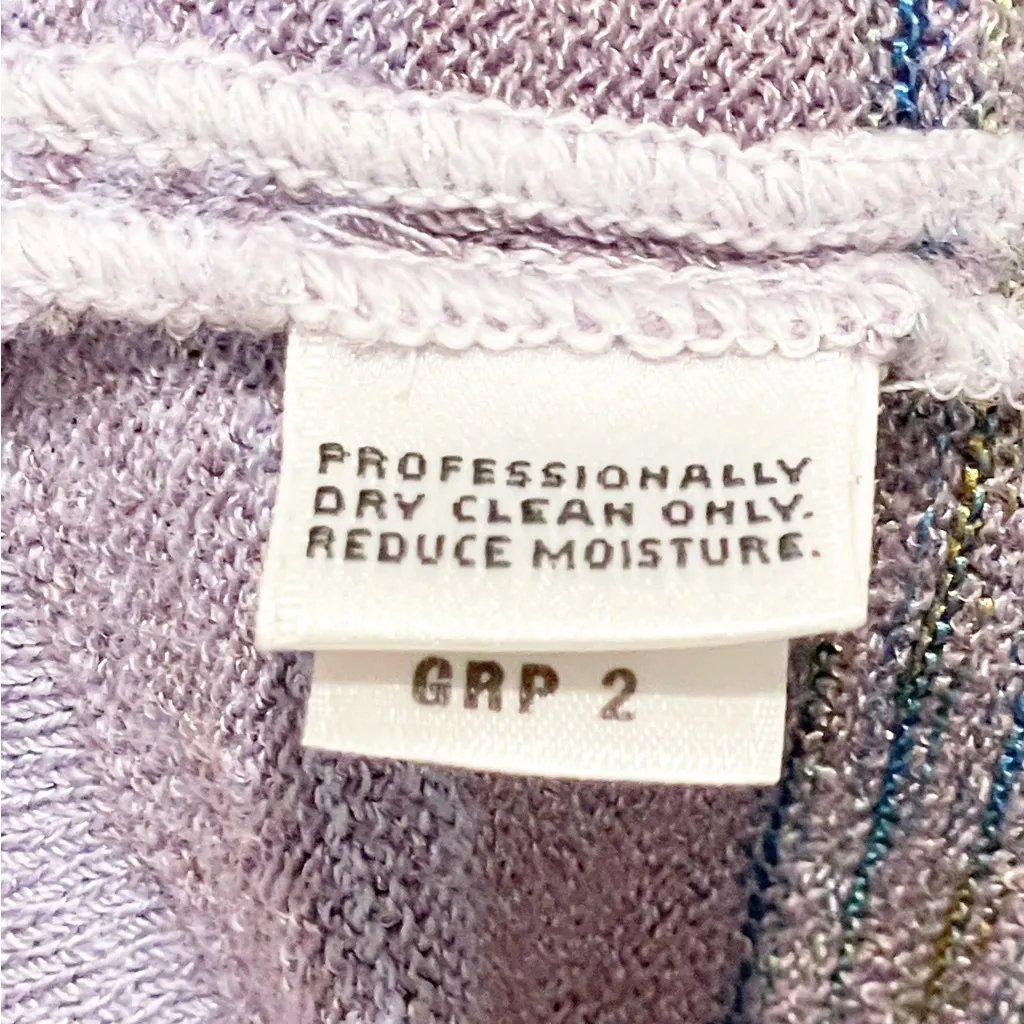 PROFESSIONALLY
DRY CLEAN ONLY.
REDUCE MOISTURE.
GRP 2